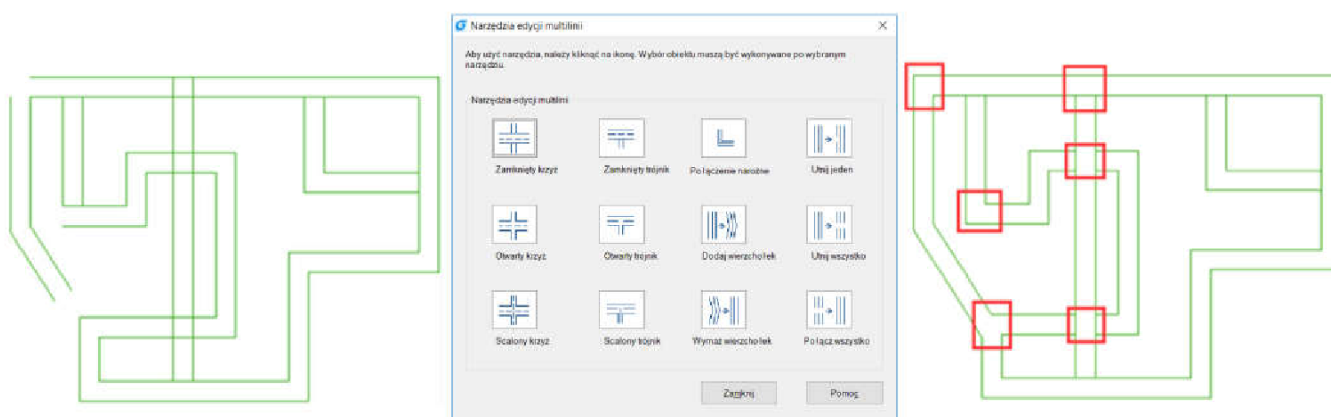 Narzędzia edycji multilinii
Aby użyć narzędzia, należy kliknąć na ikonę. Wybór obiektu muszą być wykonywane po wybranym
narzędziu.
Narzędzia edycji multilinii
Zamknięty krzyż Zamknięty trójnik Połączenie narożne Utnij jeden
Otwarty krzyż Otwarty trójnik Dodaj wierzchołek Utnij wszystko
Scalony krzyż Scalony trójnik Wymaż wierzchołek Połącz wszystko
Zamknij Pomoc